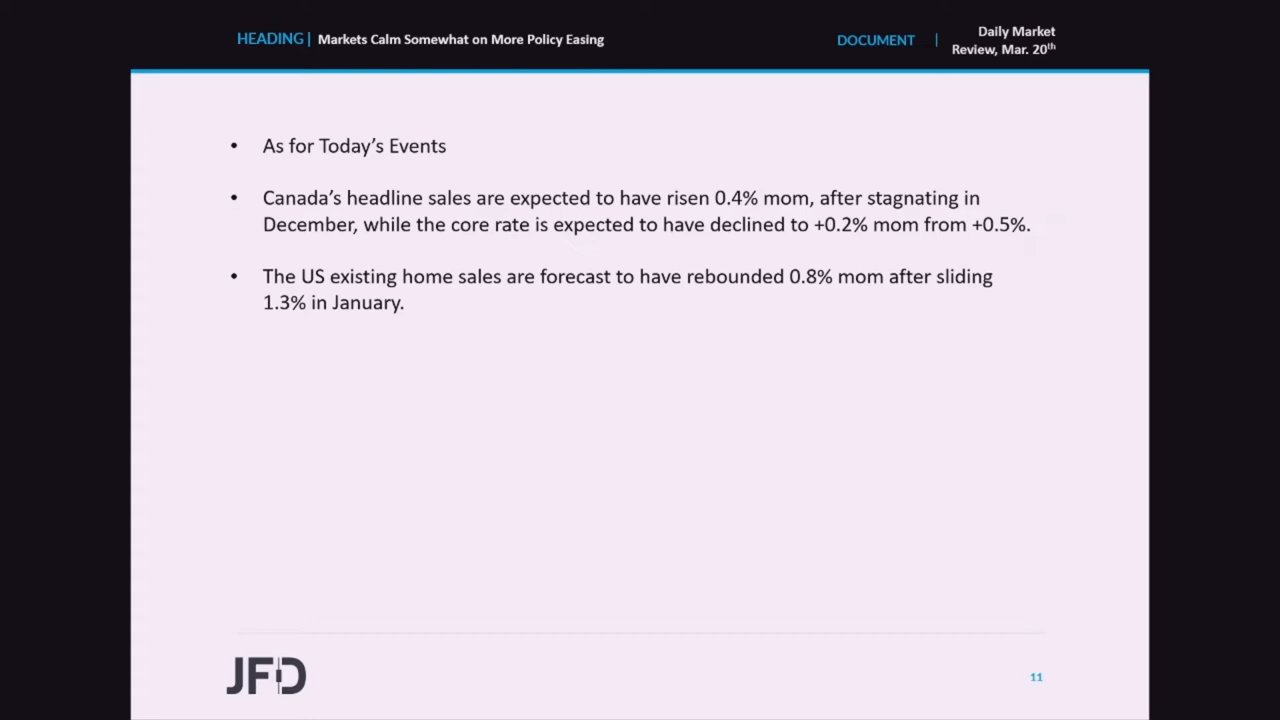 HEADING | Markets Calm Somewhat on More Policy Easing
DOCUMENT | Daily Market
Review, Mar. 20th
• As for Today’s Events
• Canada’s headline sales are expected to have risen 0.4% mom, after stagnating in
December, while the core rate is expected to have declined to +0.2% mom from +0.5%.
• The US existing home sales are forecast to have rebounded 0.8% mom after sliding
1.3% in January.
JFD
11